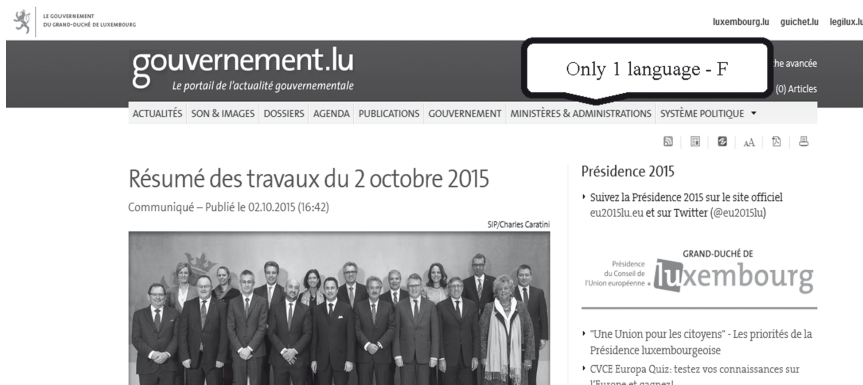 LE GOUVERNEMENT
DU GRAND-DUCHÉ DE LUXEMBOURG
luxembourg.lu guichet.lu legilux.lu
gouvernement.lu
Le portail de l'actualité gouvernementale
Only 1 language - F
avancée
(0) Articles
ACTUALITÉS SON & IMAGES DOSSIERS AGENDA PUBLICATIONS GOUVERNEMENT MINISTÈRES & ADMINISTRATIONS SYSTÈME POLITIQUE
AA
Résumé des travaux du 2 octobre 2015
Communiqué – Publié le 02.10.2015 (16:42)
SIP/Charles Caratini
Présidence 2015
Suivez la Présidence 2015 sur le site officiel
eu2015lu.eu et sur Twitter (@eu2015lu)
Présidence
du Conseil de
l'Union européenne
GRAND-DUCHÉ DE
luxembourg
"Une Union pour les citoyens" - Les priorités de la
Présidence luxembourgeoise
CVCE Europa Quiz: testez vos connaissances sur
l'Europe et gagnez!